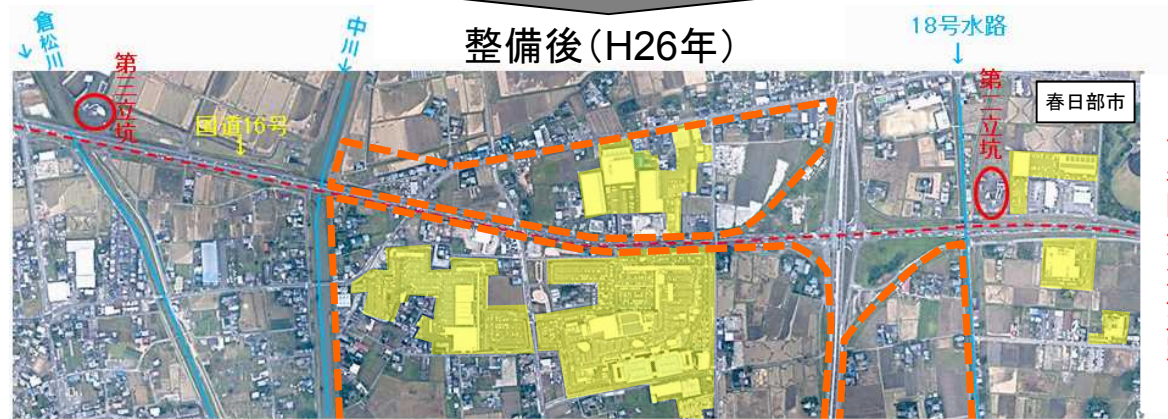 整備後(H26年)
倉松川
中川
18号水路
第三立坑
国道16号
第二立坑
春日部市